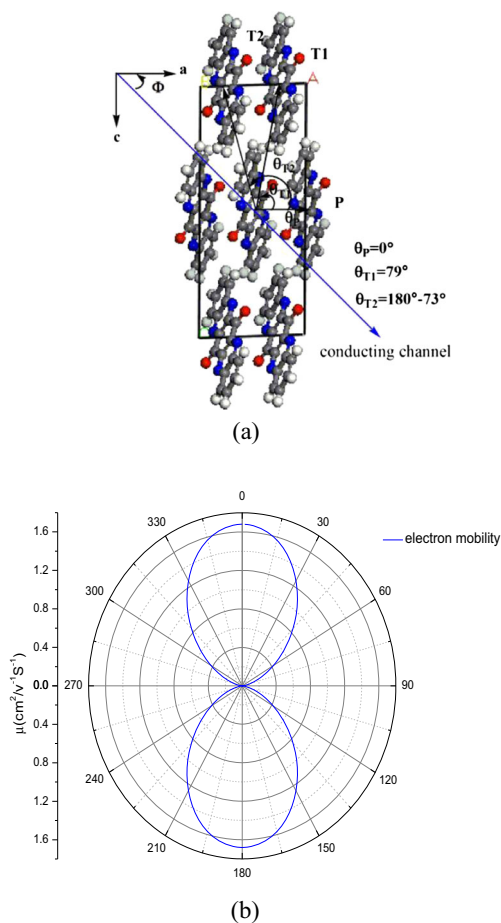 T2
T1
a
Φ
c
θT2
θT1
θP
P
θP=0°
θT1=79°
θT2=180°-73°
conducting channel
(a)
0
330
30
1.6
electron mobility
1.2
300
60
0.8
0.4
μ(cm²/v⁻¹S⁻¹)
0.0
270
90
0.4
0.8
240
120
1.2
1.6
210
150
180
(b)